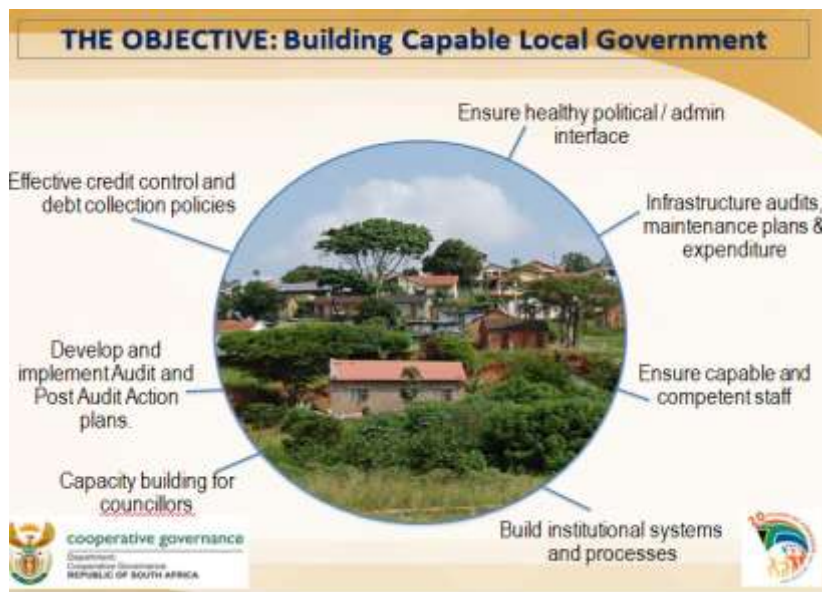 THE OBJECTIVE: Building Capable Local Government
Ensure healthy political / admin
interface
Effective credit control and
debt collection policies
Infrastructure audits,
maintenance plans &
expenditure
Develop and
implement Audit and
Post Audit Action
plans.
Ensure capable and
competent staff
Capacity building for
councillors
Build institutional systems
and processes
cooperative governance
Department:
Cooperative Governance
REPUBLIC OF SOUTH AFRICA
20